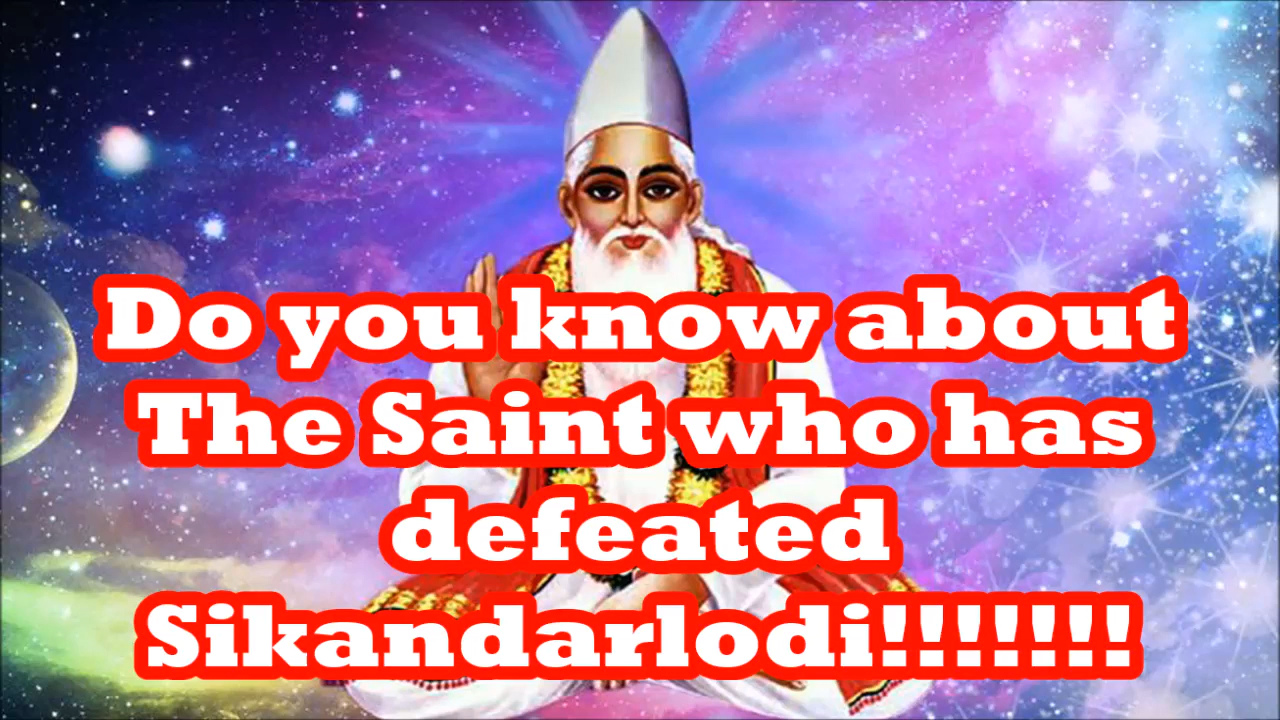 Do you know about
The Saint who has
defeated
Sikandarlodi!!!!!!!